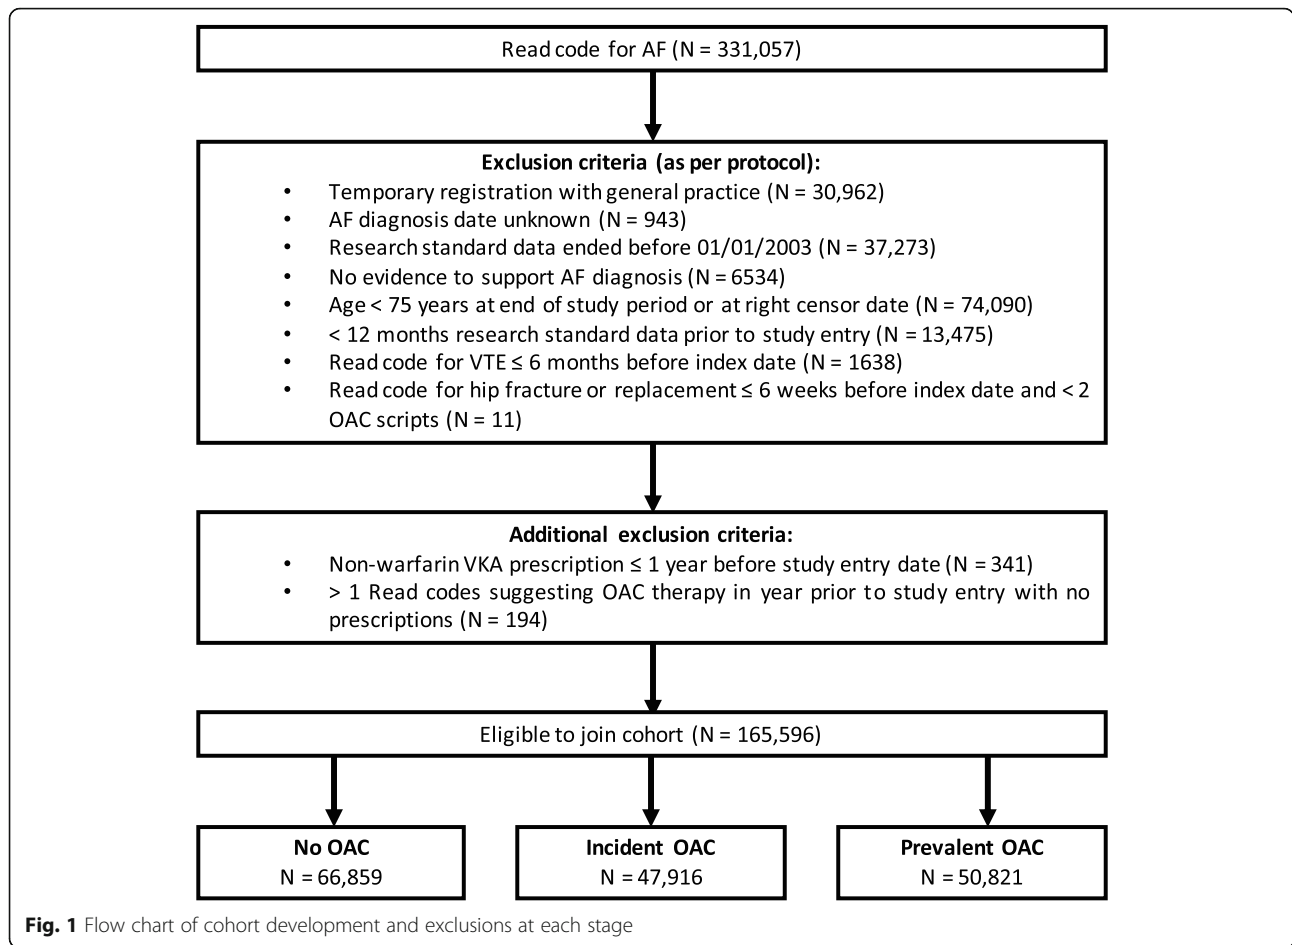 Read code for AF (N = 331,057)
Exclusion criteria (as per protocol):
• Temporary registration with general practice (N = 30,962)
• AF diagnosis date unknown (N = 943)
• Research standard data ended before 01/01/2003 (N = 37,273)
• No evidence to support AF diagnosis (N = 6534)
• Age < 75 years at end of study period or at right censor date (N = 74,090)
• < 12 months research standard data prior to study entry (N = 13,475)
• Read code for VTE ≤ 6 months before index date (N = 1638)
• Read code for hip fracture or replacement ≤ 6 weeks before index date and < 2
OAC scripts (N = 11)
Additional exclusion criteria:
• Non-warfarin VKA prescription ≤ 1 year before study entry date (N = 341)
• > 1 Read codes suggesting OAC therapy in year prior to study entry with no
prescriptions (N = 194)
Eligible to join cohort (N = 165,596)
No OAC
N = 66,859
Incident OAC
N = 47,916
Prevalent OAC
N = 50,821
Fig. 1 Flow chart of cohort development and exclusions at each stage